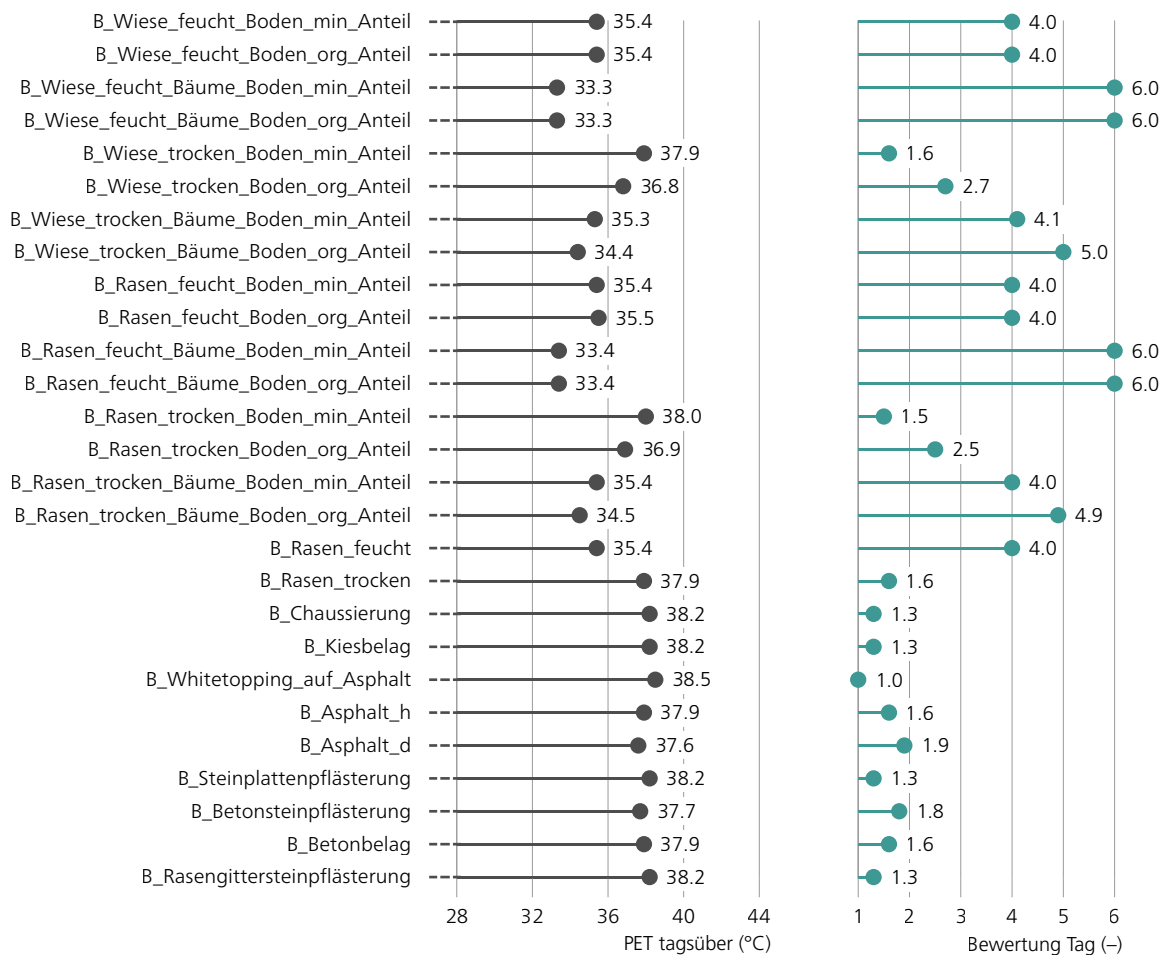 B_Wiese_feucht_Boden_min_Anteil 35.4 4.0
B_Wiese_feucht_Boden_org_Anteil 35.4 4.0
B_Wiese_feucht_Bäume_Boden_min_Anteil 33.3 6.0
B_Wiese_feucht_Bäume_Boden_org_Anteil 33.3 6.0
B_Wiese_trocken_Boden_min_Anteil 37.9 1.6
B_Wiese_trocken_Boden_org_Anteil 36.8 2.7
B_Wiese_trocken_Bäume_Boden_min_Anteil 35.3 4.1
B_Wiese_trocken_Bäume_Boden_org_Anteil 34.4 5.0
B_Rasen_feucht_Boden_min_Anteil 35.4 4.0
B_Rasen_feucht_Boden_org_Anteil 35.5 4.0
B_Rasen_feucht_Bäume_Boden_min_Anteil 33.4 6.0
B_Rasen_feucht_Bäume_Boden_org_Anteil 33.4 6.0
B_Rasen_trocken_Boden_min_Anteil 38.0 1.5
B_Rasen_trocken_Boden_org_Anteil 36.9 2.5
B_Rasen_trocken_Bäume_Boden_min_Anteil 35.4 4.0
B_Rasen_trocken_Bäume_Boden_org_Anteil 34.5 4.9
B_Rasen_feucht 35.4 4.0
B_Rasen_trocken 37.9 1.6
B_Chaussierung 38.2 1.3
B_Kiesbelag 38.2 1.3
B_Whitetopping_auf_Asphalt 38.5 1.0
B_Asphalt_h 37.9 1.6
B_Asphalt_d 37.6 1.9
B_Steinplattenpflästerung 38.2 1.3
B_Betonsteinpflästerung 37.7 1.8
B_Betonbelag 37.9 1.6
B_Rasengittersteinpflästerung 38.2 1.3
28 32 36 40 44 1 2 3 4 5 6
PET tagsüber (°C) Bewertung Tag (–)